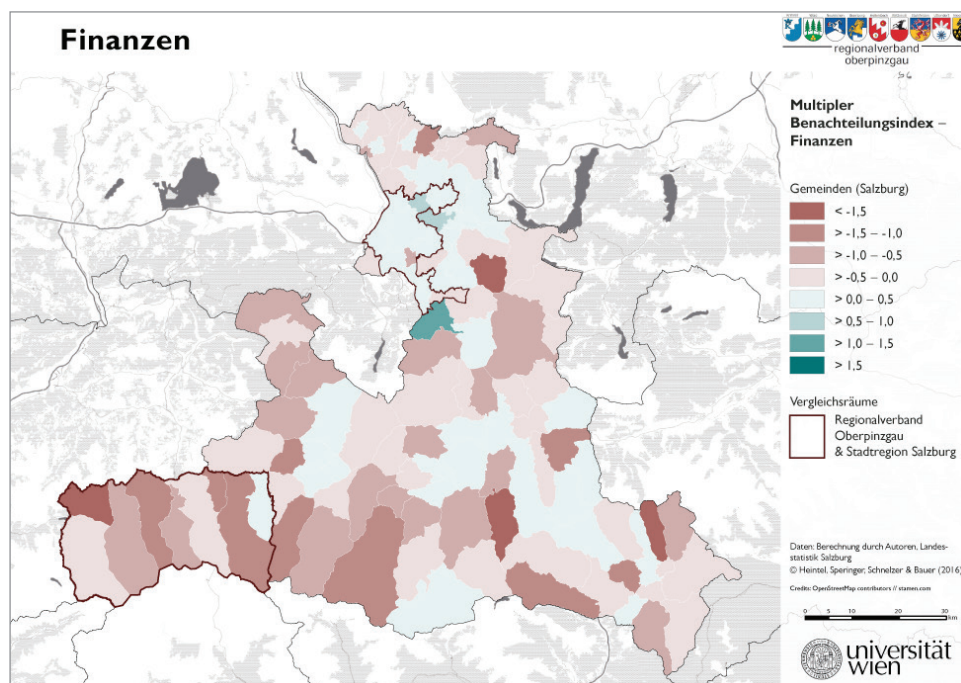 Finanzen
regionalverband
oberpinzgau
Multipler
Benachteilungsindex –
Finanzen
Gemeinden (Salzburg)
< -1,5
> -1,5 – -1,0
> -1,0 – -0,5
> -0,5 – 0,0
> 0,0 – 0,5
> 0,5 – 1,0
> 1,0 – 1,5
> 1,5
Vergleichsräume
Regionalverband
Oberpinzgau
& Stadtregion Salzburg
Daten: Berechnung durch Autoren, Landes-
statistik Salzburg
© Heintel, Speringer, Schnelzer & Bauer (2016)
Credits: OpenStreetMap contributors // stamen.com
0 5 10 20 30
km
universität
wien